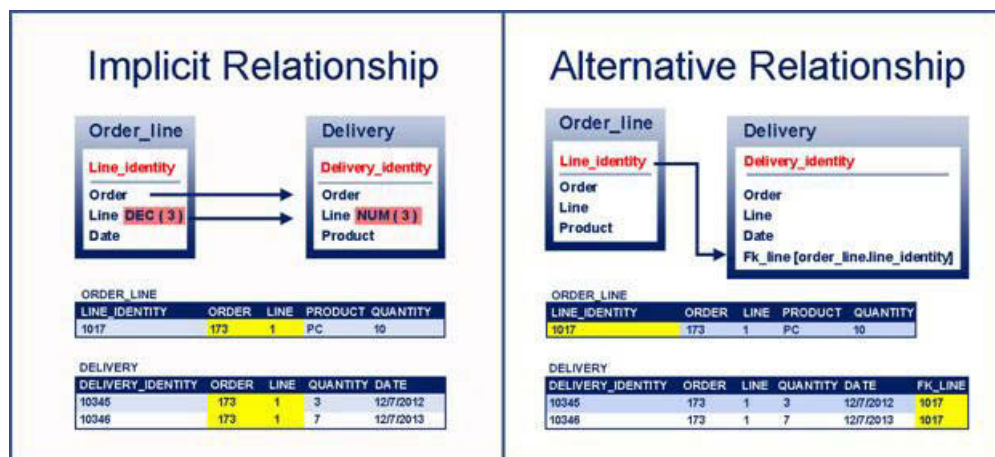 Implicit Relationship
Order_line
Line_identity
Order
Line DEC ( 3 )
Date
Delivery
Delivery_identity
Order
Line NUM ( 3 )
Product
ORDER_LINE
LINE_IDENTITY ORDER LINE PRODUCT QUANTITY
1017 173 1 PC 10
DELIVERY
DELIVERY_IDENTITY ORDER LINE QUANTITY DATE
10345 173 1 3 12/7/2012
10346 173 1 7 12/7/2013
Alternative Relationship
Order_line
Line_identity
Order
Line
Product
Delivery
Delivery_identity
Order
Line
Date
Fk_line [order_line.line_identity]
ORDER_LINE
LINE_IDENTITY ORDER LINE PRODUCT QUANTITY
1017 173 1 PC 10
DELIVERY
DELIVERY_IDENTITY ORDER LINE QUANTITY DATE FK_LINE
10345 173 1 3 12/7/2012 1017
10346 173 1 7 12/7/2013 1017